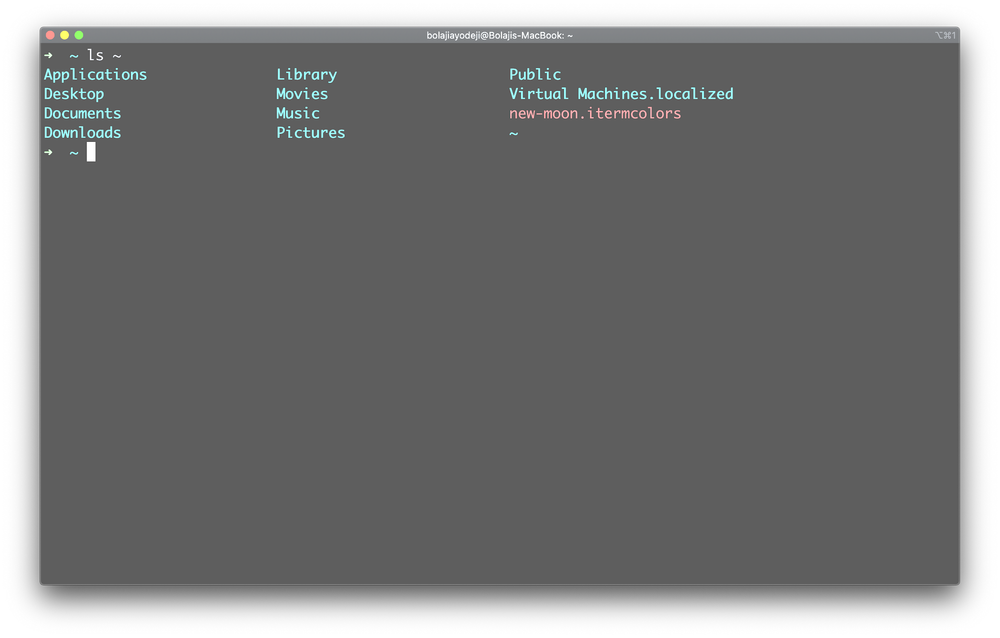 bolajiayodeji@Bolajis-MacBook: ~ ⌥⌘1
➜ ~ ls ~
Applications Library Public
Desktop Movies Virtual Machines.localized
Documents Music new-moon.itermcolors
Downloads Pictures ~
➜ ~